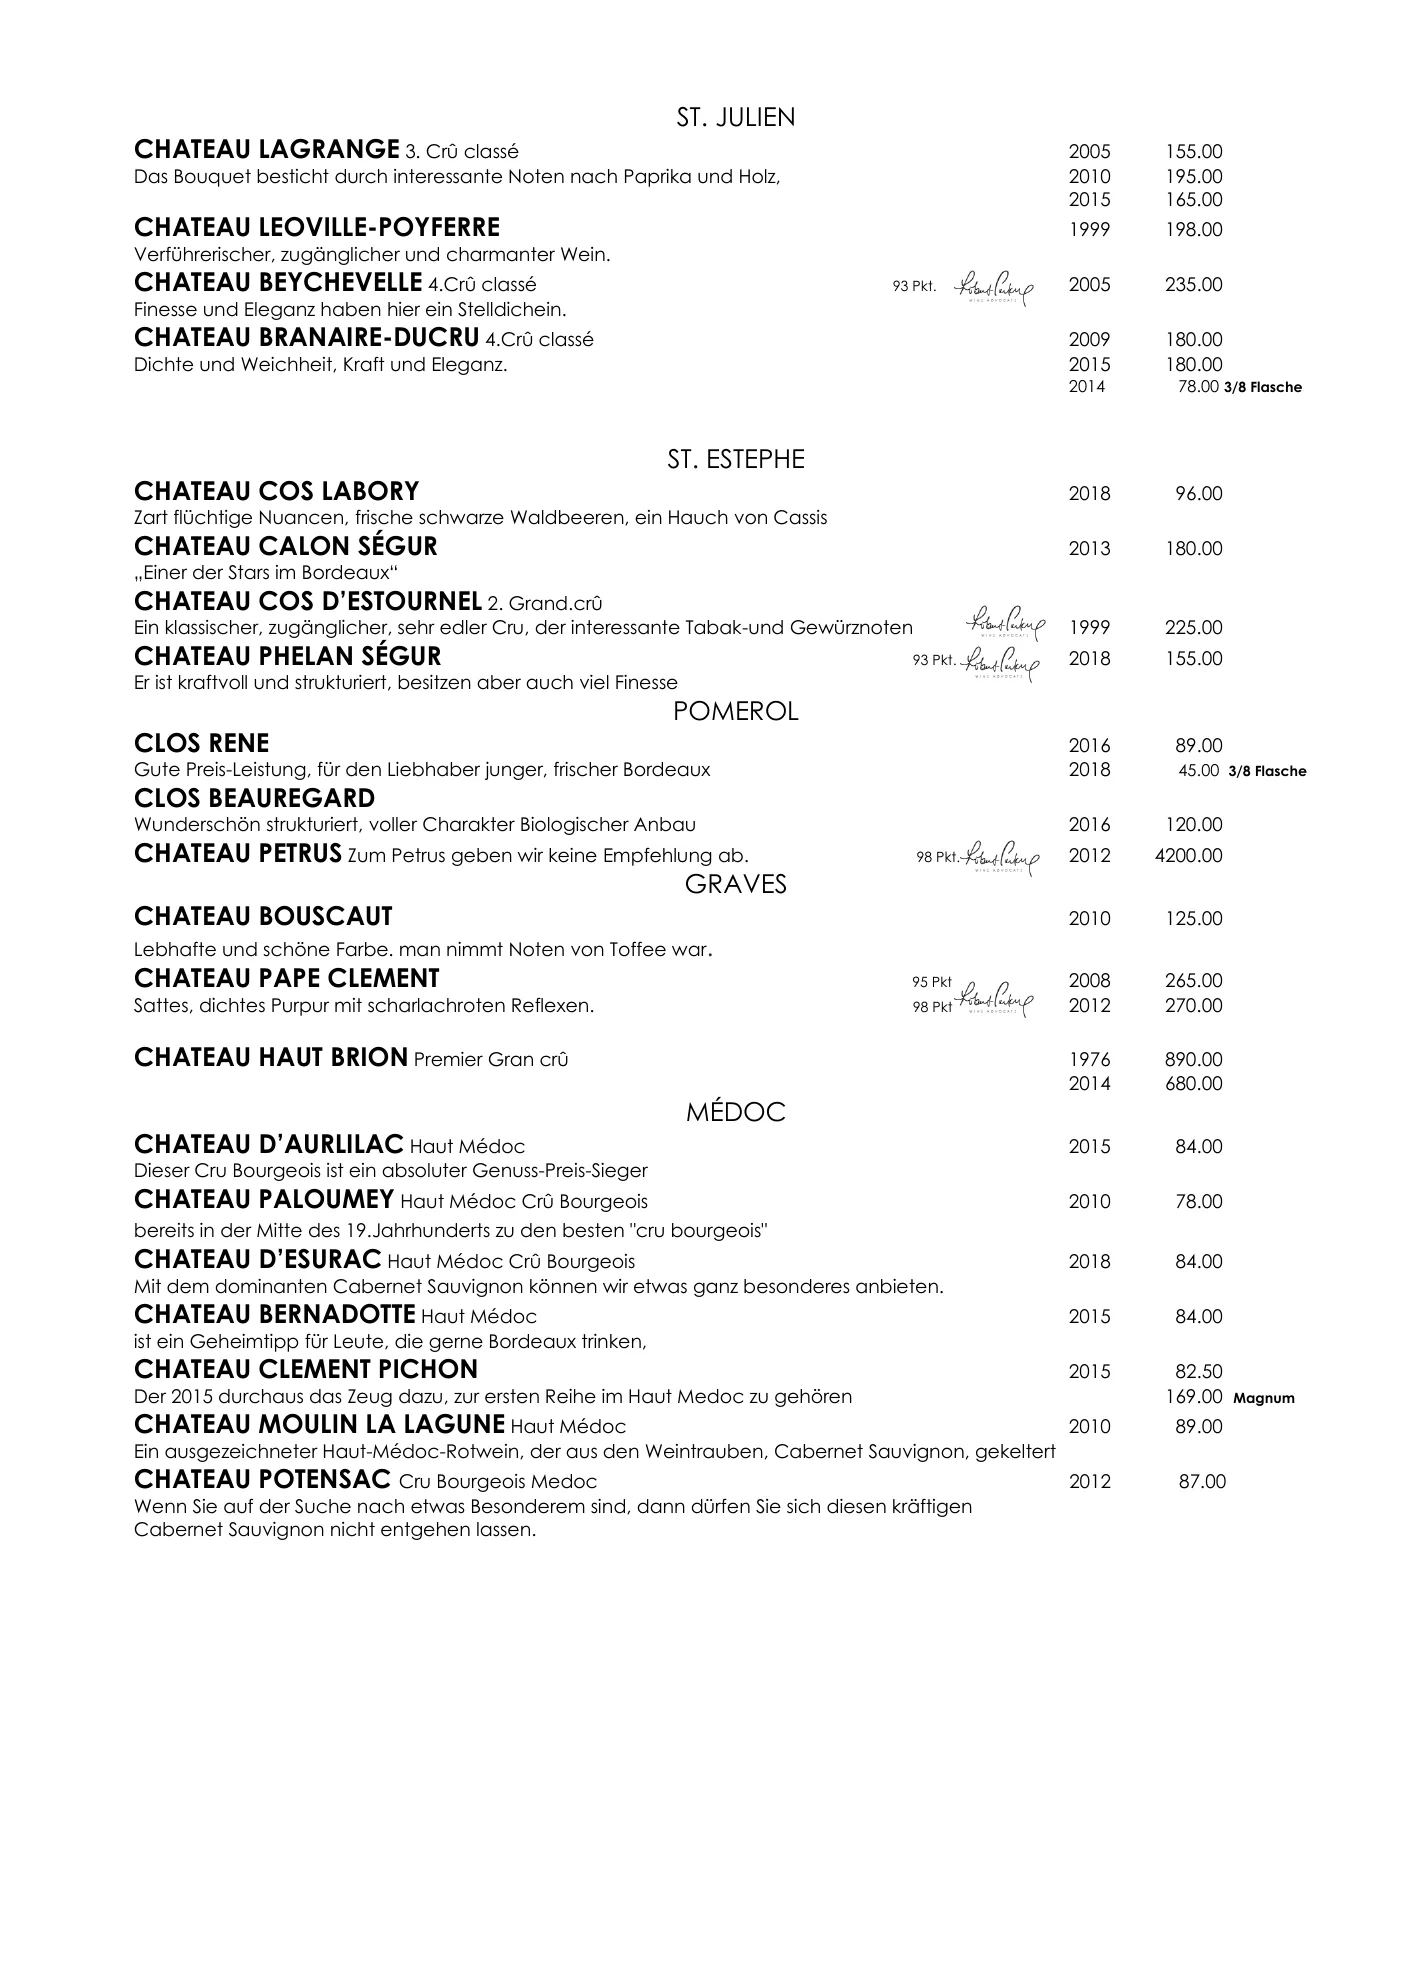 ST. JULIEN
CHATEAU LAGRANGE 3. Crû classé 2005 155.00
Das Bouquet besticht durch interessante Noten nach Paprika und Holz, 2010 195.00
2015 165.00
CHATEAU LEOVILLE-POYFERRE 1999 198.00
Verführerischer, zugänglicher und charmanter Wein.
CHATEAU BEYCHEVELLE 4.Crû classé 93 Pkt. Robert Parker 2005 235.00
WINE ADVOCATE
Finesse und Eleganz haben hier ein Stelldichein.
CHATEAU BRANAIRE-DUCRU 4.Crû classé 2009 180.00
Dichte und Weichheit, Kraft und Eleganz. 2015 180.00
2014 78.00 3/8 Flasche
ST. ESTEPHE
CHATEAU COS LABORY 2018 96.00
Zart flüchtige Nuancen, frische schwarze Waldbeeren, ein Hauch von Cassis
CHATEAU CALON SÉGUR 2013 180.00
„Einer der Stars im Bordeaux“
CHATEAU COS D’ESTOURNEL 2. Grand.crû
Ein klassischer, zugänglicher, sehr edler Cru, der interessante Tabak-und Gewürznoten Robert Parker 1999 225.00
WINE ADVOCATE
CHATEAU PHELAN SÉGUR 93 Pkt. Robert Parker 2018 155.00
WINE ADVOCATE
Er ist kraftvoll und strukturiert, besitzen aber auch viel Finesse
POMEROL
CLOS RENE 2016 89.00
Gute Preis-Leistung, für den Liebhaber junger, frischer Bordeaux 2018 45.00 3/8 Flasche
CLOS BEAUREGARD
Wunderschön strukturiert, voller Charakter Biologischer Anbau 2016 120.00
CHATEAU PETRUS Zum Petrus geben wir keine Empfehlung ab. 98 Pkt. Robert Parker 2012 4200.00
WINE ADVOCATE
GRAVES
CHATEAU BOUSCAUT 2010 125.00
Lebhafte und schöne Farbe. man nimmt Noten von Toffee war.
CHATEAU PAPE CLEMENT 95 Pkt 2008 265.00
Sattes, dichtes Purpur mit scharlachroten Reflexen. 98 Pkt Robert Parker 2012 270.00
WINE ADVOCATE
CHATEAU HAUT BRION Premier Gran crû 1976 890.00
2014 680.00
MÉDOC
CHATEAU D’AURLILAC Haut Médoc 2015 84.00
Dieser Cru Bourgeois ist ein absoluter Genuss-Preis-Sieger
CHATEAU PALOUMEY Haut Médoc Crû Bourgeois 2010 78.00
bereits in der Mitte des 19.Jahrhunderts zu den besten "cru bourgeois"
CHATEAU D’ESURAC Haut Médoc Crû Bourgeois 2018 84.00
Mit dem dominanten Cabernet Sauvignon können wir etwas ganz besonderes anbieten.
CHATEAU BERNADOTTE Haut Médoc 2015 84.00
ist ein Geheimtipp für Leute, die gerne Bordeaux trinken,
CHATEAU CLEMENT PICHON 2015 82.50
Der 2015 durchaus das Zeug dazu, zur ersten Reihe im Haut Medoc zu gehören 169.00 Magnum
CHATEAU MOULIN LA LAGUNE Haut Médoc 2010 89.00
Ein ausgezeichneter Haut-Médoc-Rotwein, der aus den Weintrauben, Cabernet Sauvignon, gekeltert
CHATEAU POTENSAC Cru Bourgeois Medoc 2012 87.00
Wenn Sie auf der Suche nach etwas Besonderem sind, dann dürfen Sie sich diesen kräftigen
Cabernet Sauvignon nicht entgehen lassen.